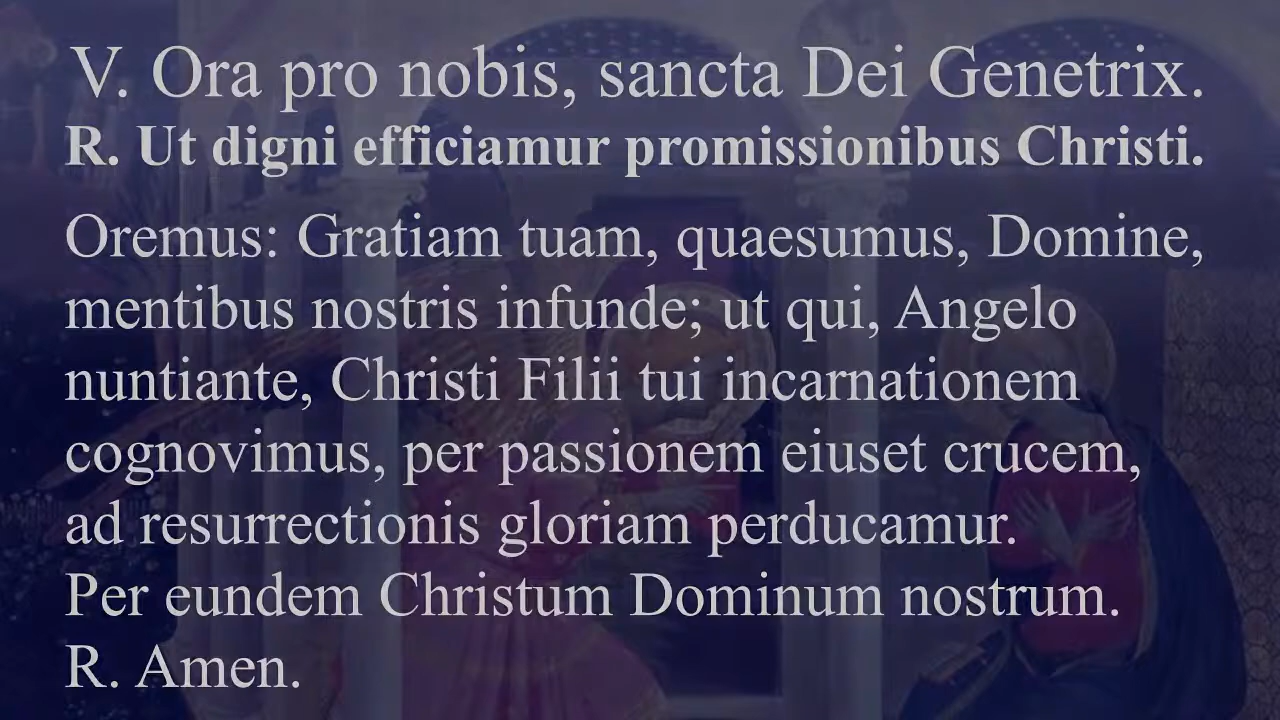 V. Ora pro nobis, sancta Dei Genetrix.
R. Ut digni efficiamur promissionibus Christi.
Oremus: Gratiam tuam, quaesumus, Domine,
mentibus nostris infunde; ut qui, Angelo
nuntiante, Christi Filii tui incarnationem
cognovimus, per passionem eiuset crucem,
ad resurrectionis gloriam perducamur.
Per eundem Christum Dominum nostrum.
R. Amen.